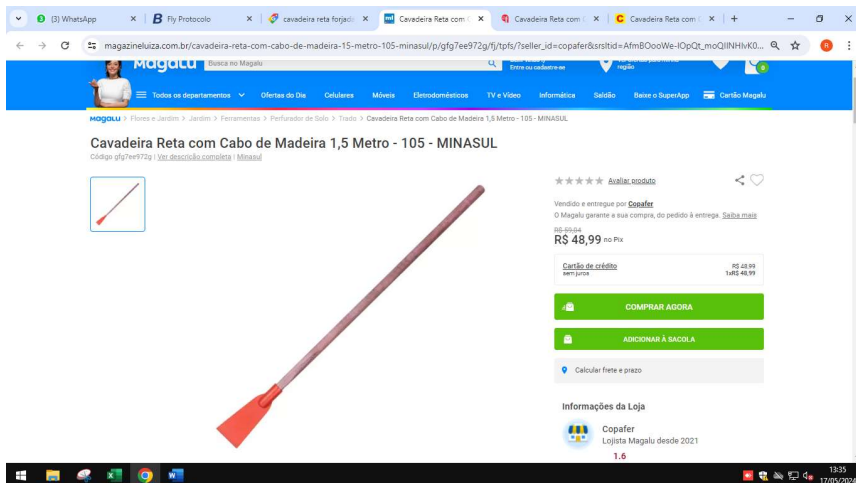 (3) WhatsApp
Fly Protocolo
cavadeira reta forjada
Cavadeira Reta com C
Cavadeira Reta com C
Cavadeira Reta com C
magazineluiza.com.br/cavadeira-reta-com-cabo-de-madeira-15-metro-105-minasul/p/gfg7ee972g/fj/tpfs/?seller_id=copafer&srsltid=
Magalu Busca no Magalu
Entre ou cadastre-se
região
0
Todos os departamentos Ofertas do Dia Celulares Móveis Eletrodomésticos TV e Vídeo Informática Saldão Baixe o SuperApp Cartão Magalu
Magalu > Flores e Jardim > Jardim > Ferramentas > Perfurador de Solo > Trado > Cavadeira Reta com Cabo de Madeira 1,5 Metro - 105 - MINASUL
Cavadeira Reta com Cabo de Madeira 1,5 Metro - 105 - MINASUL
Código gfg7ee972g | Ver descrição completa | Minasul
Avaliar produto
Vendido e entregue por Copafer
O Magalu garante a sua compra, do pedido à entrega. Saiba mais
R$ 59,04
R$ 48,99 no Pix
Cartão de crédito R$ 48,99
sem juros 1xR$ 48,99
COMPRAR AGORA
ADICIONAR À SACOLA
Calcular frete e prazo
Informações da Loja
Copafer
Lojista Magalu desde 2021
1.6
13:35
17/05/2024